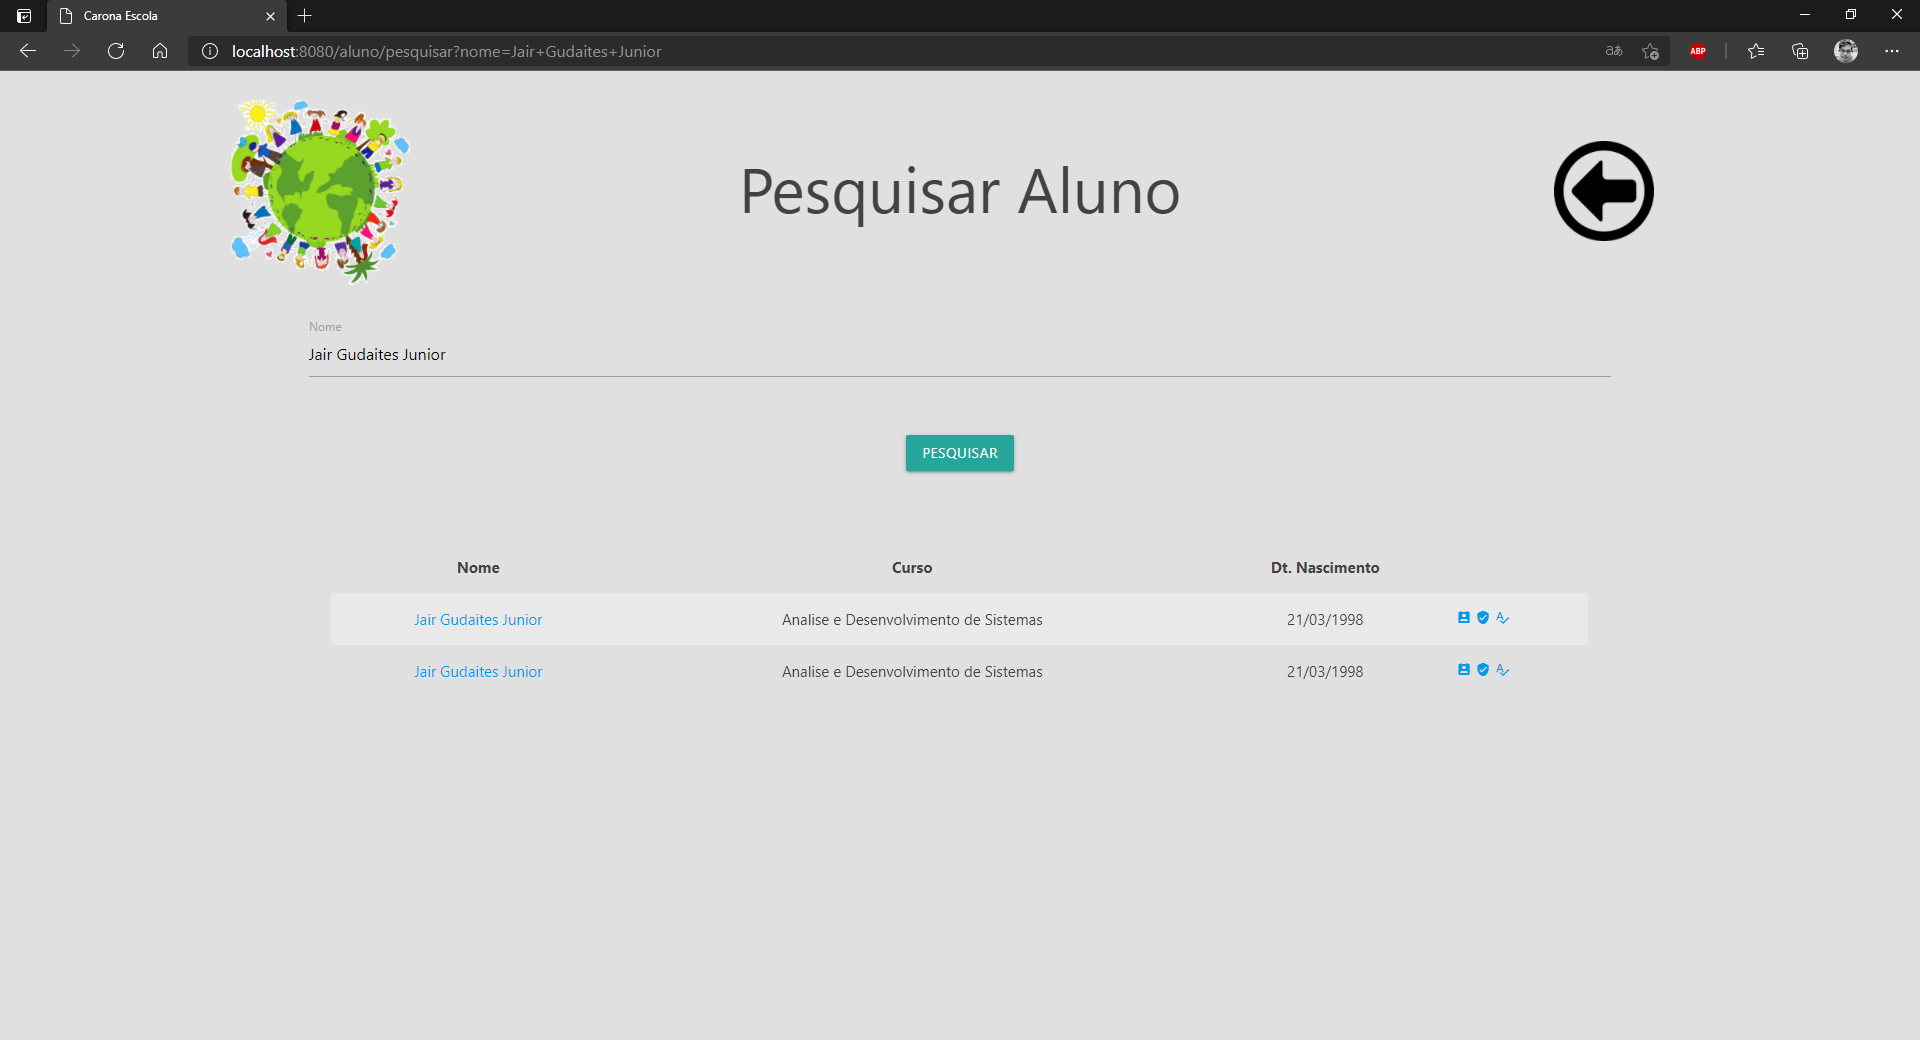 Carona Escola
localhost:8080/aluno/pesquisar?nome=Jair+Gudaites+Junior
aあ
ABP
Pesquisar Aluno
Nome
Jair Gudaites Junior
PESQUISAR
Nome Curso Dt. Nascimento
Jair Gudaites Junior Analise e Desenvolvimento de Sistemas 21/03/1998
Jair Gudaites Junior Analise e Desenvolvimento de Sistemas 21/03/1998